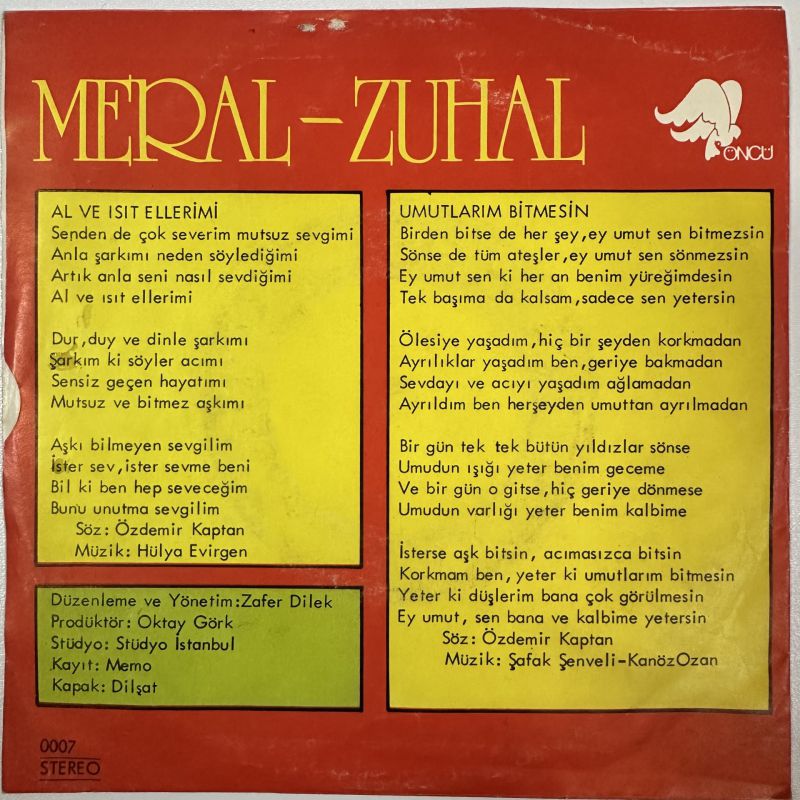 MERAL-ZUHAL
ÖNCÜ
AL VE ISIT ELLERİMİ
Senden de çok severim mutsuz sevgimi
Anla şarkımı neden söylediğimi
Artık anla seni nasıl sevdiğimi
Al ve ısıt ellerimi
Dur, duy ve dinle şarkımı
Şarkım ki söyler acımı
Sensiz geçen hayatımı
Mutsuz ve bitmez aşkımı
Aşkı bilmeyen sevgilim
İster sev, ister sevme beni
Bil ki ben hep seveceğim
Bunu unutma sevgilim
Söz: Özdemir Kaptan
Müzik: Hülya Evirgen
Düzenleme ve Yönetim: Zafer Dilek
Prodüktör: Oktay Görk
Stüdyo: Stüdyo İstanbul
Kayıt: Memo
Kapak: Dilşat
0007
STEREO
UMUTLARIM BİTMESİN
Birden bitse de her şey, ey umut sen bitmezsin
Sönse de tüm ateşler, ey umut sen sönmezsin
Ey umut sen ki her an benim yüreğimdesin
Tek başıma da kalsam, sadece sen yetersin
Ölesiye yaşadım, hiç bir şeyden korkmadan
Ayrılıklar yaşadım ben, geriye bakmadan
Sevdayı ve acıyı yaşadım ağlamadan
Ayrıldım ben herşeyden umuttan ayrılmadan
Bir gün tek tek bütün yıldızlar sönse
Umudun ışığı yeter benim geceme
Ve bir gün o gitse, hiç geriye dönmese
Umudun varlığı yeter benim kalbime
İsterse aşk bitsin, acımasızca bitsin
Korkmam ben, yeter ki umutlarım bitmesin
Yeter ki düşlerim bana çok görülmesin
Ey umut, sen bana ve kalbime yetersin
Söz: Özdemir Kaptan
Müzik: Şafak Şenveli-KanözOzan